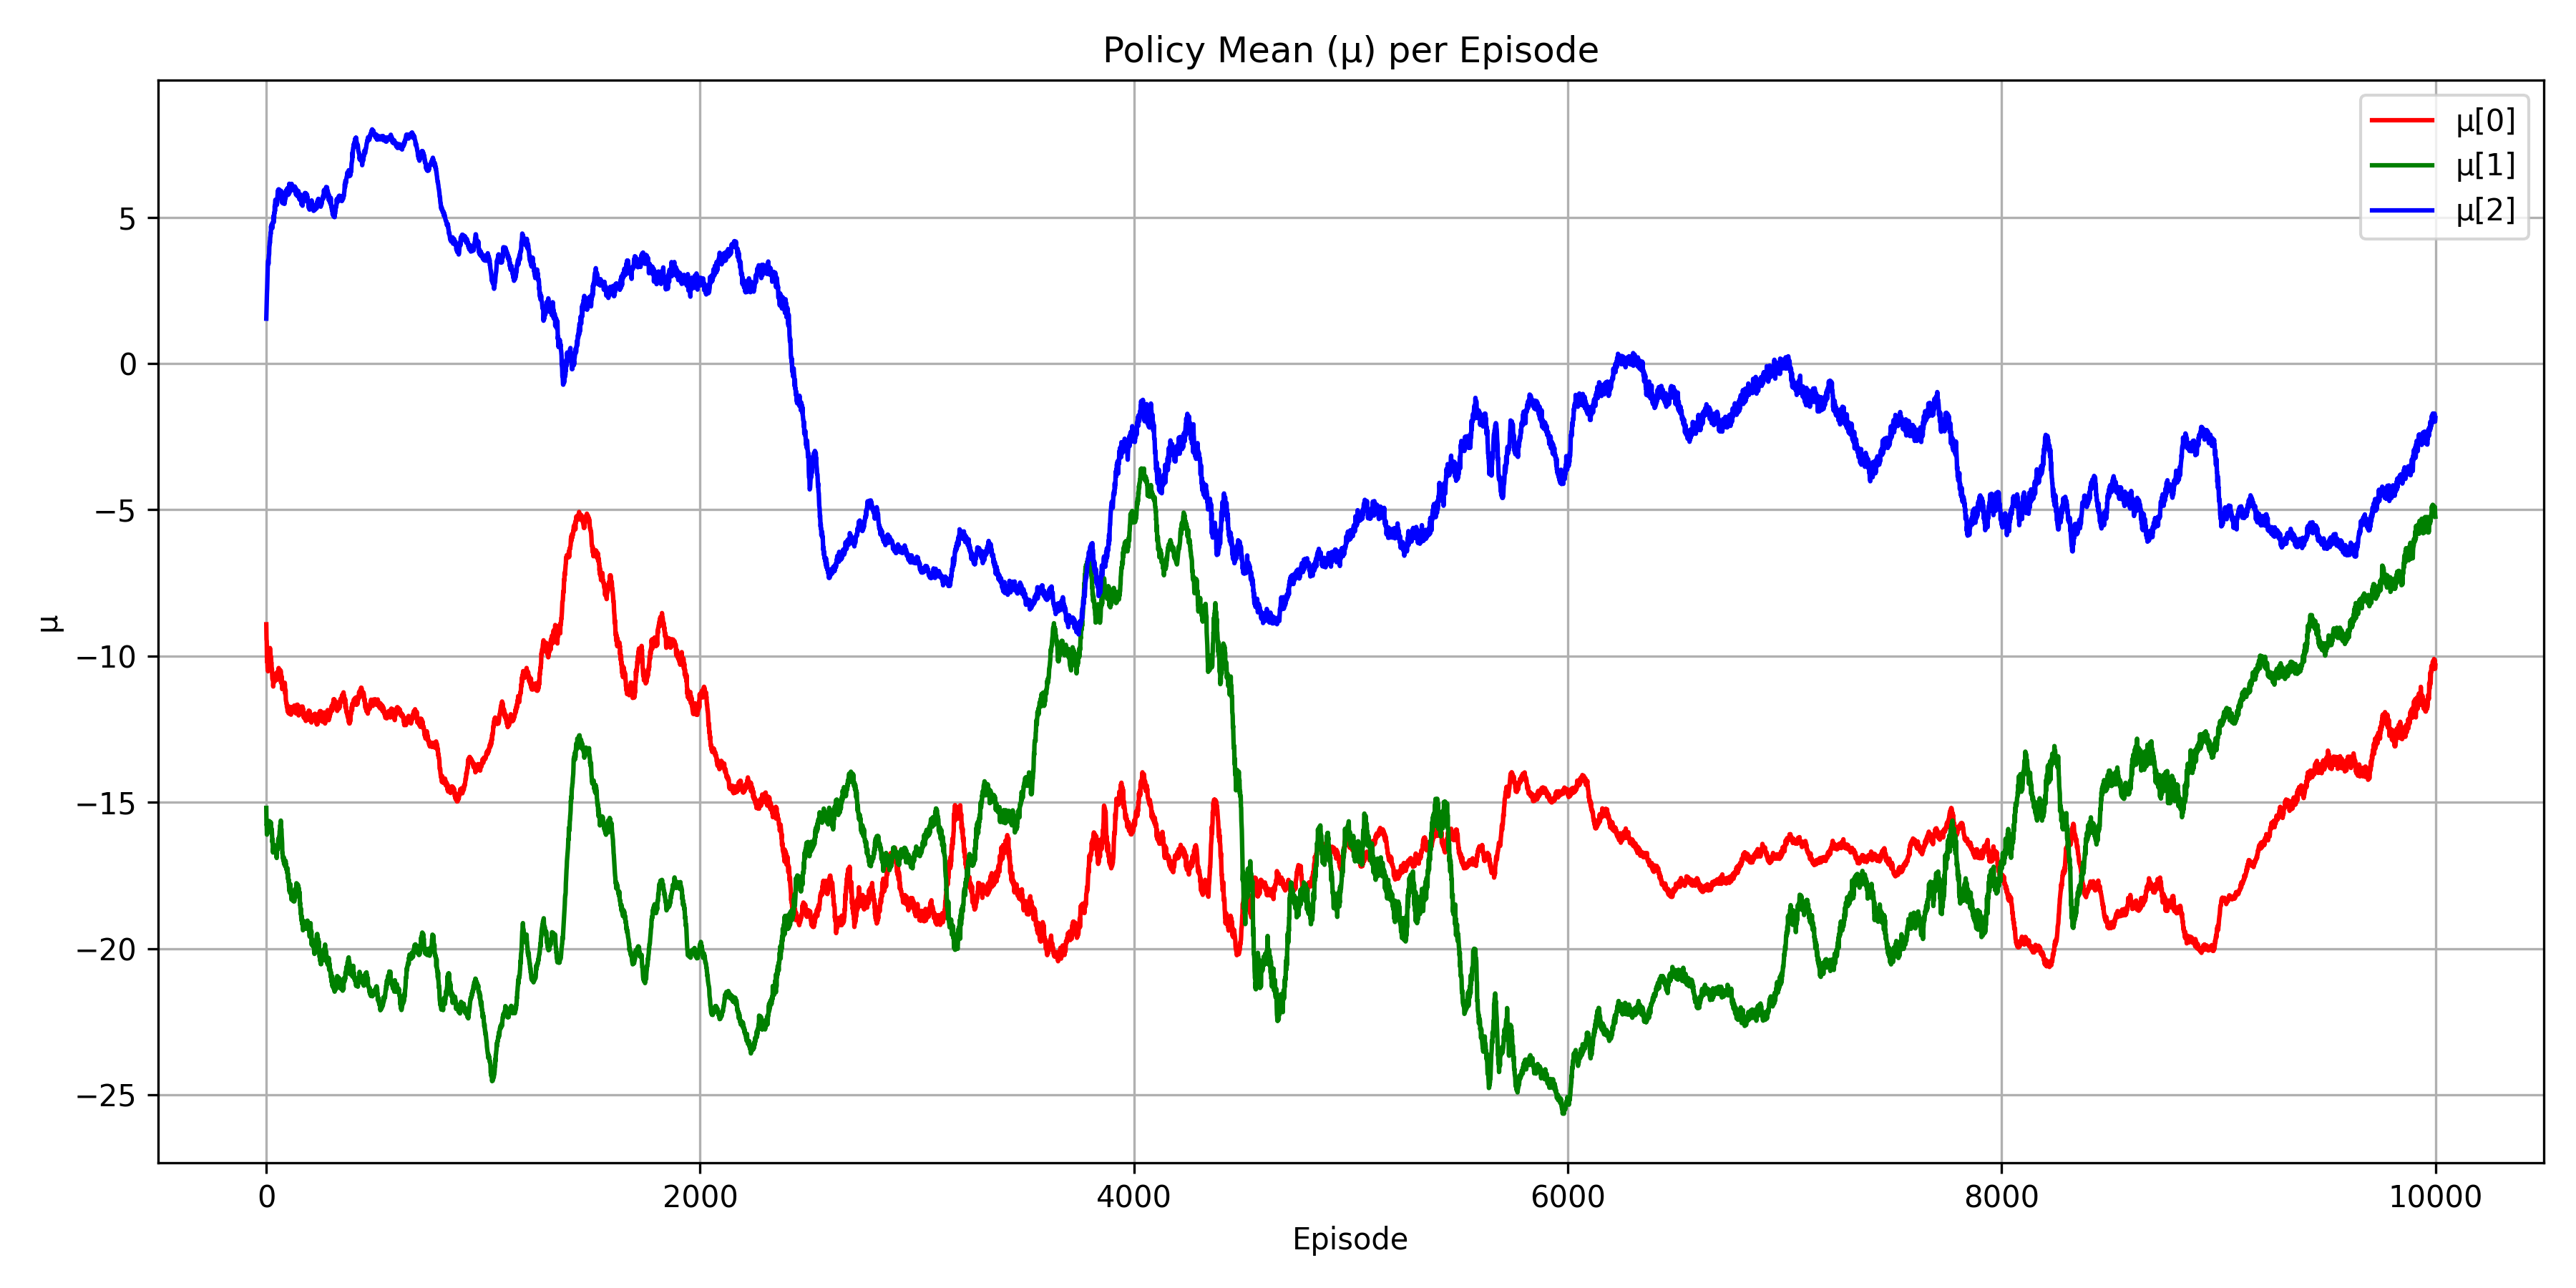 Policy Mean (μ) per Episode
μ[0]
μ[1]
μ[2]
5
0
−5
−10
−15
−20
−25
μ
0 2000 4000 6000 8000 10000
Episode